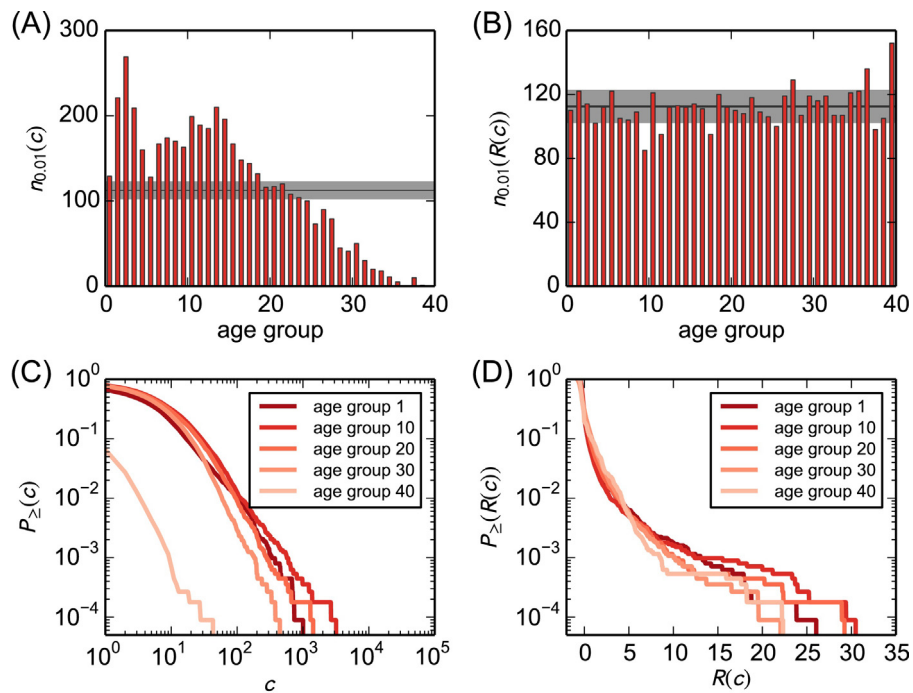 (A)
300
200
100
0
n0.01(c)
0 10 20 30 40
age group
(B)
160
120
80
40
0
n0.01(R(c))
0 10 20 30 40
age group
(C)
10^0
10^-1
10^-2
10^-3
10^-4
P≥(c)
age group 1
age group 10
age group 20
age group 30
age group 40
10^0 10^1 10^2 10^3 10^4 10^5
c
(D)
10^0
10^-1
10^-2
10^-3
10^-4
P≥(R(c))
age group 1
age group 10
age group 20
age group 30
age group 40
0 5 10 15 20 25 30 35
R(c)